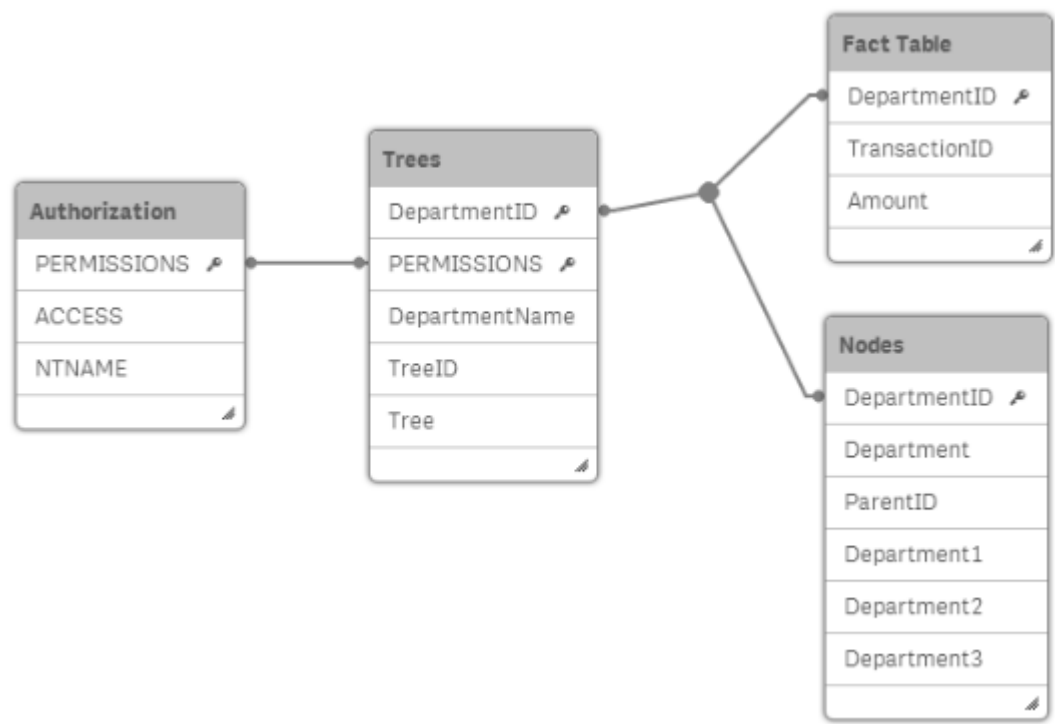 Authorization
PERMISSIONS
ACCESS
NTNAME
Trees
DepartmentID
PERMISSIONS
DepartmentName
TreeID
Tree
Fact Table
DepartmentID
TransactionID
Amount
Nodes
DepartmentID
Department
ParentID
Department1
Department2
Department3